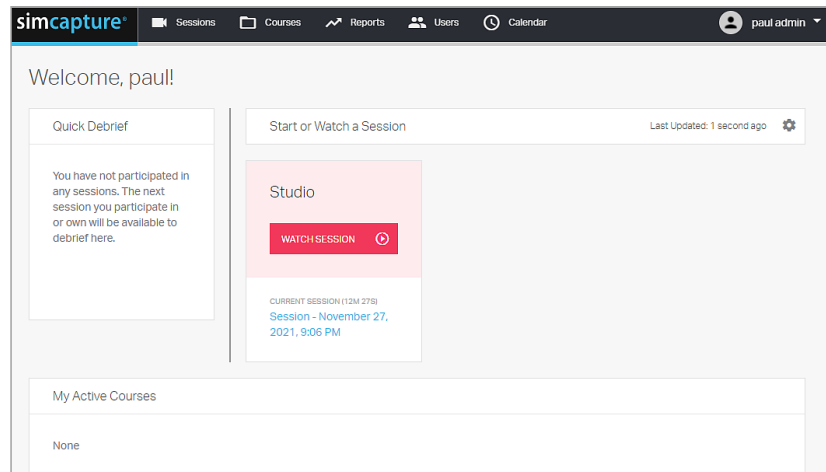 simcapture®
Sessions
Courses
Reports
Users
Calendar
paul admin
Welcome, paul!
Quick Debrief
You have not participated in
any sessions. The next
session you participate in
or own will be available to
debrief here.
Start or Watch a Session
Last Updated: 1 second ago
Studio
WATCH SESSION
CURRENT SESSION (12M 27S)
Session - November 27,
2021, 9:06 PM
My Active Courses
None